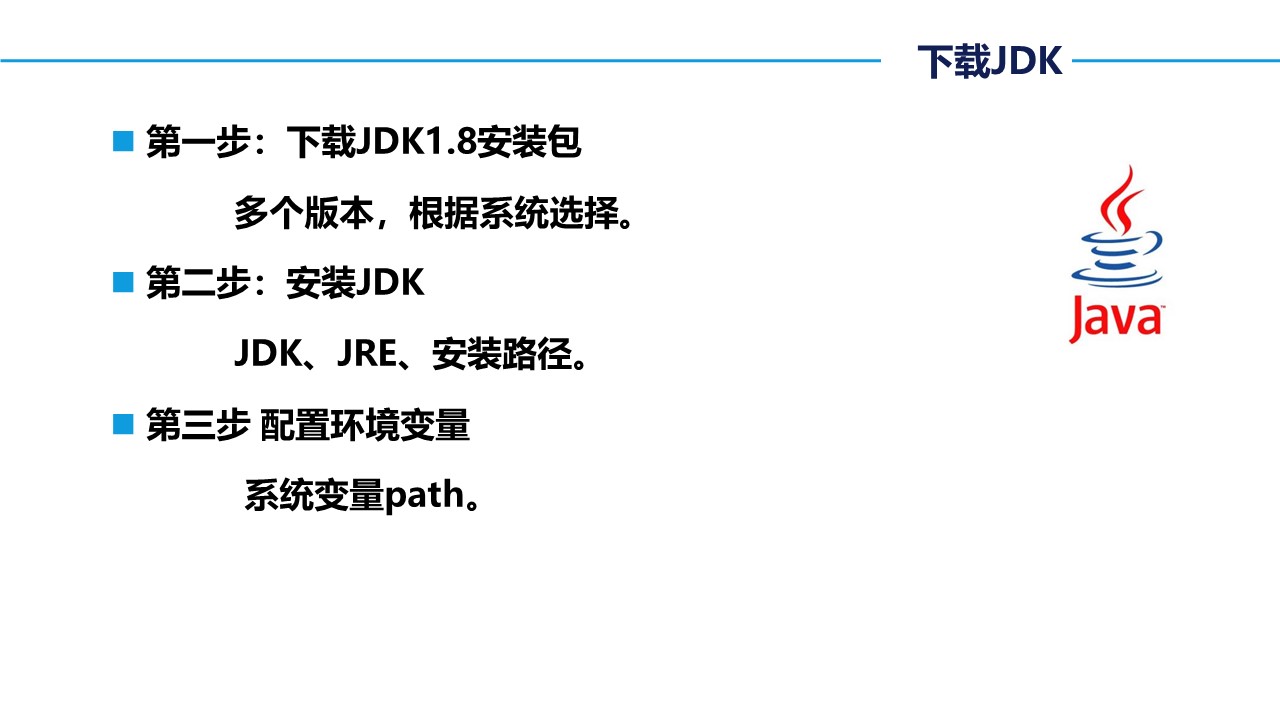 下载JDK
第一步：下载JDK1.8安装包
多个版本，根据系统选择。
第二步：安装JDK
JDK、JRE、安装路径。
第三步 配置环境变量
系统变量path。
Java™